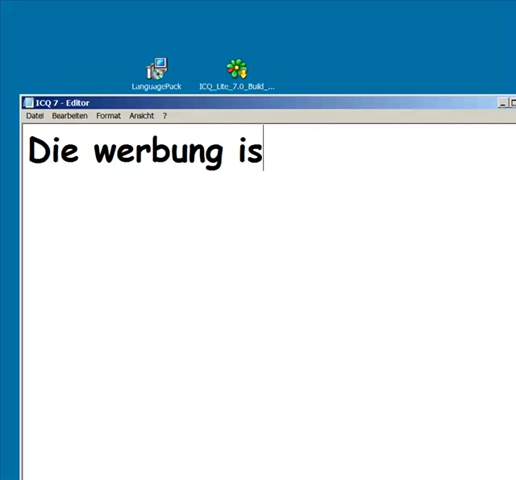 LanguagePack ICQ_Lite_7.0_Build_...
ICQ 7 - Editor
Datei Bearbeiten Format Ansicht ?
Die werbung is